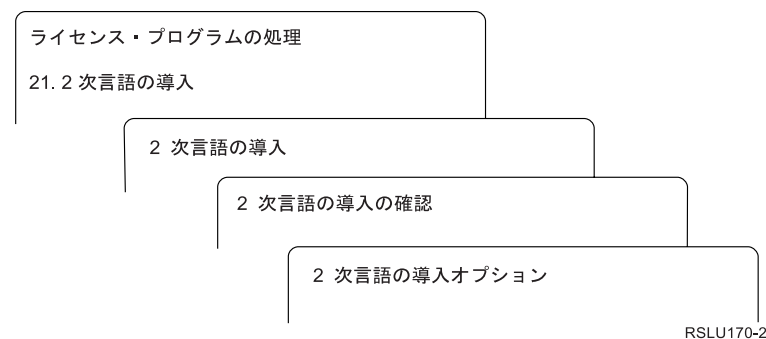 ライセンス・プログラムの処理
21. 2 次言語の導入
2 次言語の導入
2 次言語の導入の確認
2 次言語の導入オプション
RSLU170-2